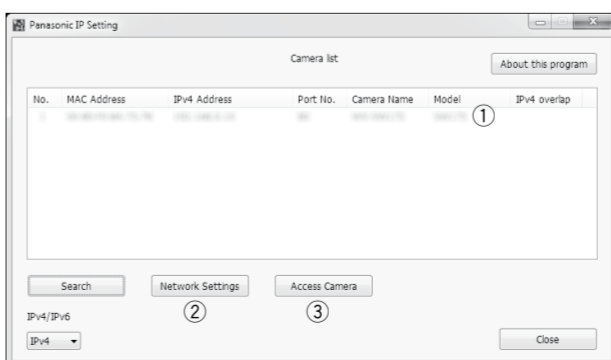 Panasonic IP Setting
Camera list
About this program
No. MAC Address IPv4 Address Port No. Camera Name Model IPv4 overlap
①
Search Network Settings Access Camera
② ③
IPv4/IPv6
IPv4 Close